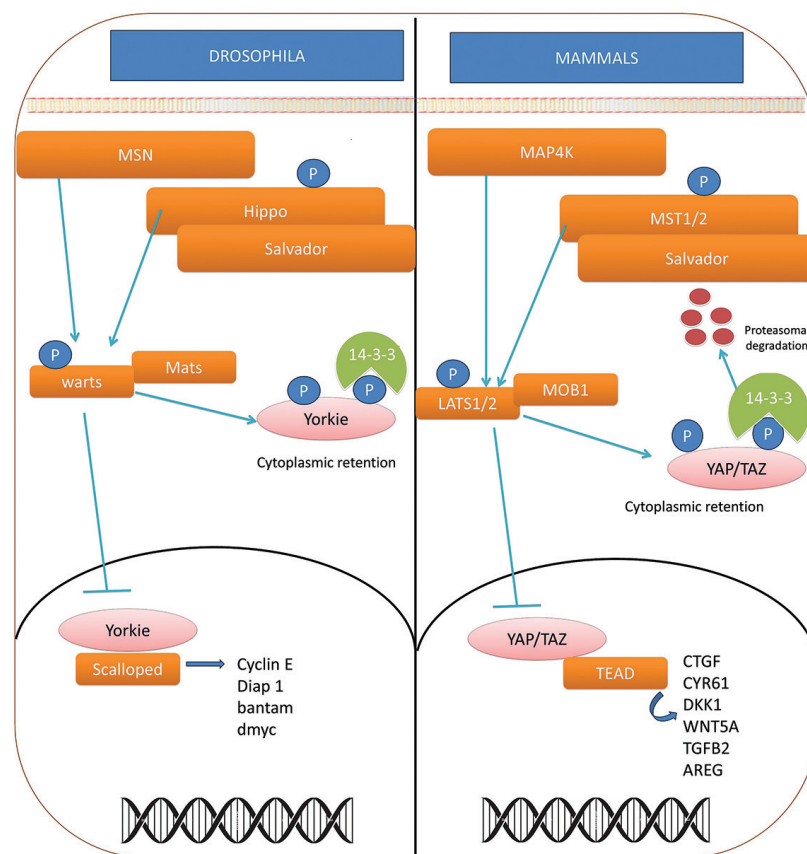 DROSOPHILA
MSN
P
Hippo
Salvador
P
warts
Mats
14-3-3
P
P
Yorkie
Cytoplasmic retention
Yorkie
Scalloped
Cyclin E
Diap 1
bantam
dmyc
MAMMALS
MAP4K
P
MST1/2
Salvador
Proteasomal
degradation
P
LATS1/2
MOB1
14-3-3
P
P
YAP/TAZ
Cytoplasmic retention
YAP/TAZ
TEAD
CTGF
CYR61
DKK1
WNT5A
TGFB2
AREG